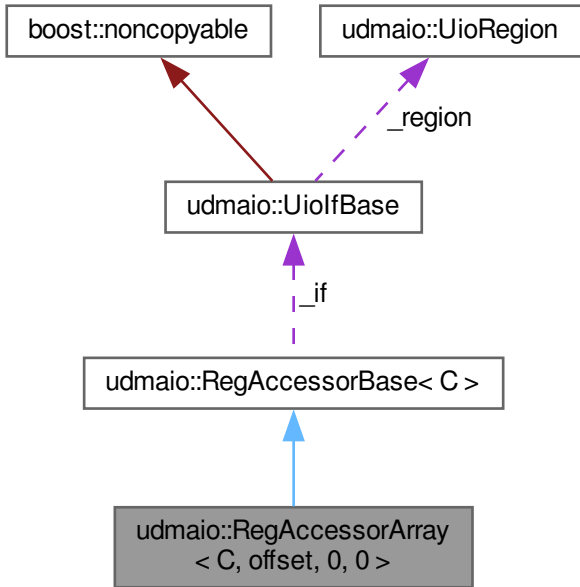 boost::noncopyable
udmaio::UioRegion
_region
udmaio::UioIfBase
_if
udmaio::RegAccessorBase< C >
udmaio::RegAccessorArray
< C, offset, 0, 0 >